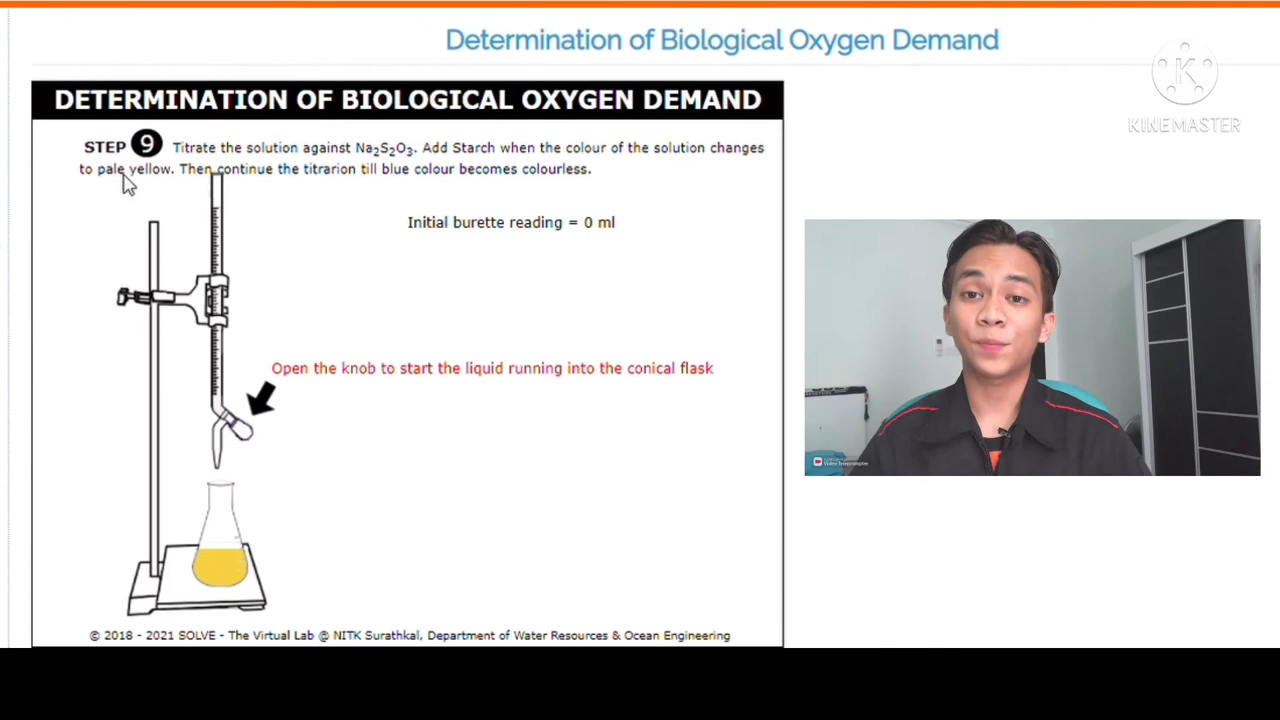 Determination of Biological Oxygen Demand
K
KINEMASTER
DETERMINATION OF BIOLOGICAL OXYGEN DEMAND
STEP 9 Titrate the solution against Na2S2O3. Add Starch when the colour of the solution changes
to pale yellow. Then continue the titrarion till blue colour becomes colourless.
Initial burette reading = 0 ml
Open the knob to start the liquid running into the conical flask
Video Teleprompter
© 2018 - 2021 SOLVE - The Virtual Lab @ NITK Surathkal, Department of Water Resources & Ocean Engineering